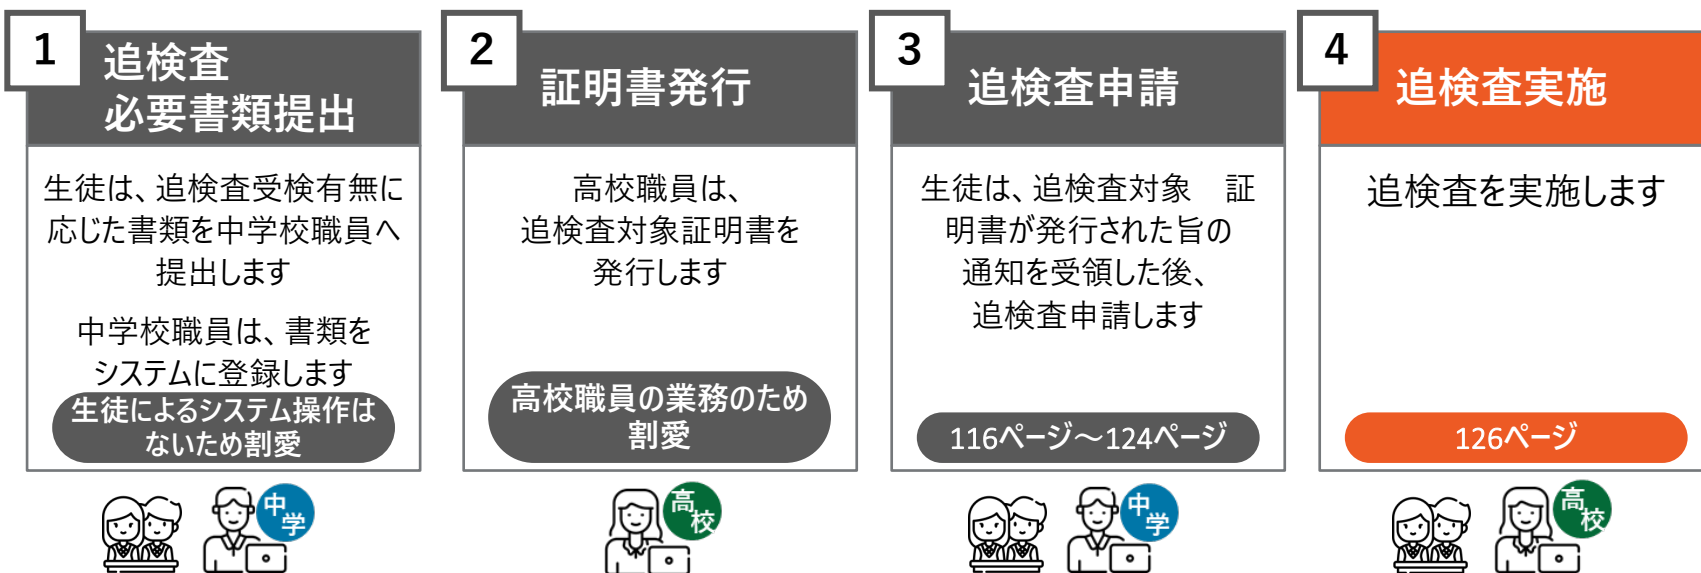 1
追検査
必要書類提出
生徒は、追検査受検有無に
応じた書類を中学校職員へ
提出します
中学校職員は、書類を
システムに登録します
生徒によるシステム操作は
ないため割愛
中
学
2
証明書発行
高校職員は、
追検査対象証明書を
発行します
高校職員の業務のため
割愛
高
校
3
追検査申請
生徒は、追検査対象　証
明書が発行された旨の
通知を受領した後、
追検査申請します
116ページ～124ページ
中
学
4
追検査実施
追検査を実施します
126ページ
高
校